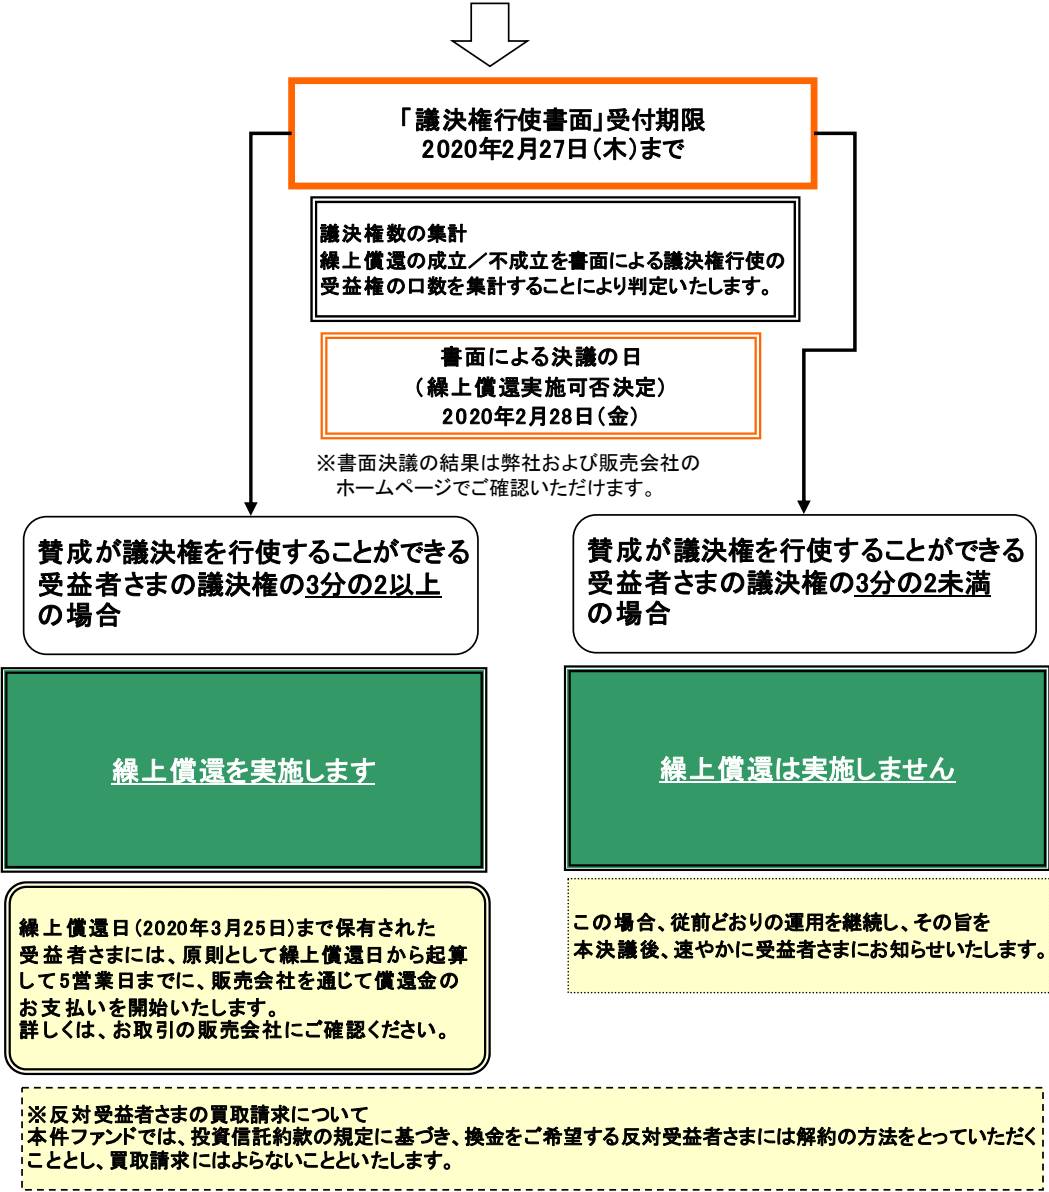 「議決権行使書面」受付期限
2020年2月27日（木）まで
議決権数の集計
繰上償還の成立／不成立を書面による議決権行使の
受益権の口数を集計することにより判定いたします。
書面による決議の日
（繰上償還実施可否決定）
2020年2月28日（金）
※書面決議の結果は弊社および販売会社の
ホームページでご確認いただけます。
賛成が議決権を行使することができる
受益者さまの議決権の3分の2以上
の場合
賛成が議決権を行使することができる
受益者さまの議決権の3分の2未満
の場合
繰上償還を実施します
繰上償還は実施しません
繰上償還日（2020年3月25日）まで保有された
受益者さまには、原則として繰上償還日から起算
して5営業日までに、販売会社を通じて償還金の
お支払いを開始いたします。
詳しくは、お取引の販売会社にご確認ください。
この場合、従前どおりの運用を継続し、その旨を
本決議後、速やかに受益者さまにお知らせいたします。
※反対受益者さまの買取請求について
本件ファンドでは、投資信託約款の規定に基づき、換金をご希望する反対受益者さまには解約の方法をとっていただく
こととし、買取請求にはよらないことといたします。